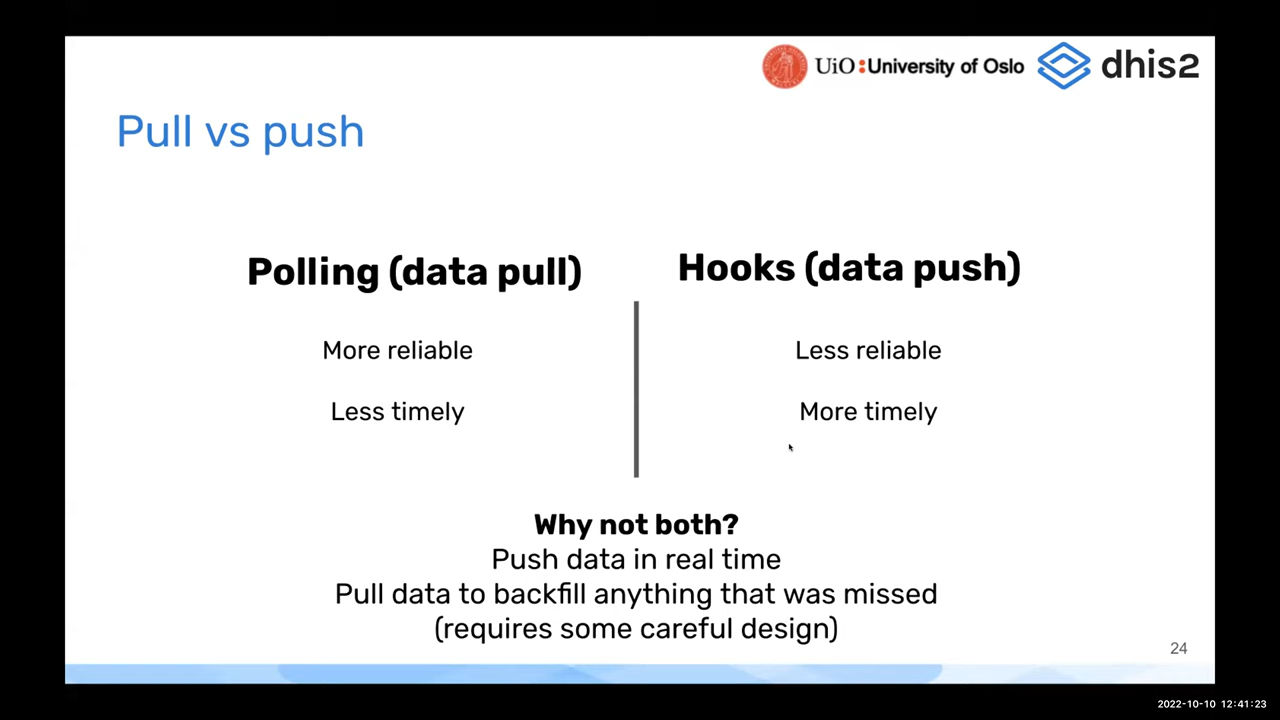 UiO:University of Oslo
dhis2
Pull vs push
Polling (data pull)
More reliable
Less timely
Hooks (data push)
Less reliable
More timely
Why not both?
Push data in real time
Pull data to backfill anything that was missed
(requires some careful design)
24
2022-10-10 12:41:23